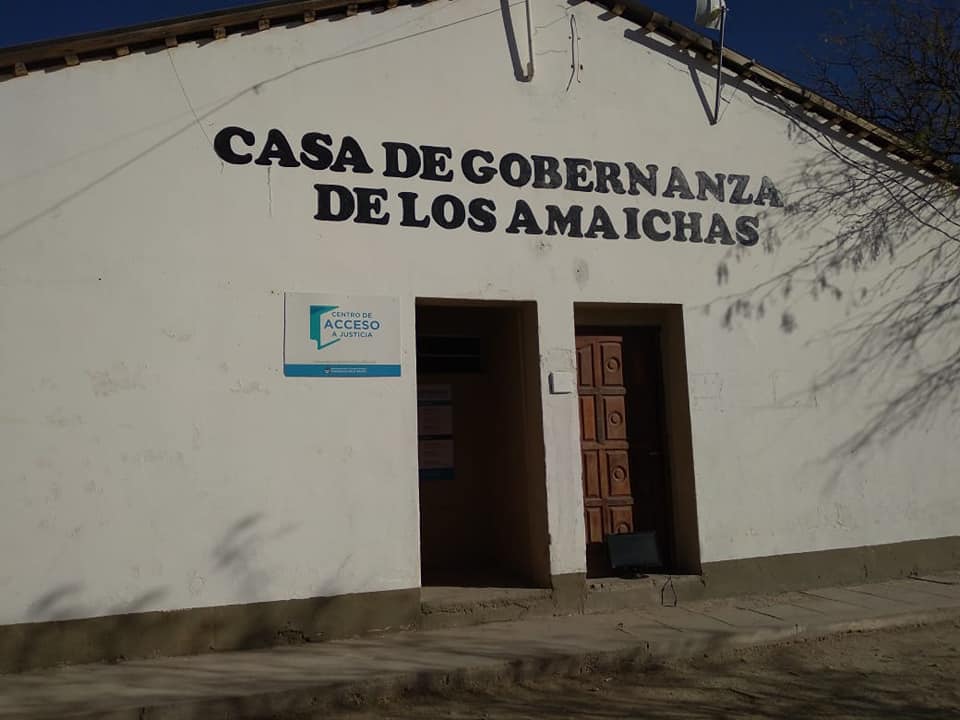 CASA DE GOBERNANZA
DE LOS AMAICHAS
CENTRO DE
ACCESO
A JUSTICIA